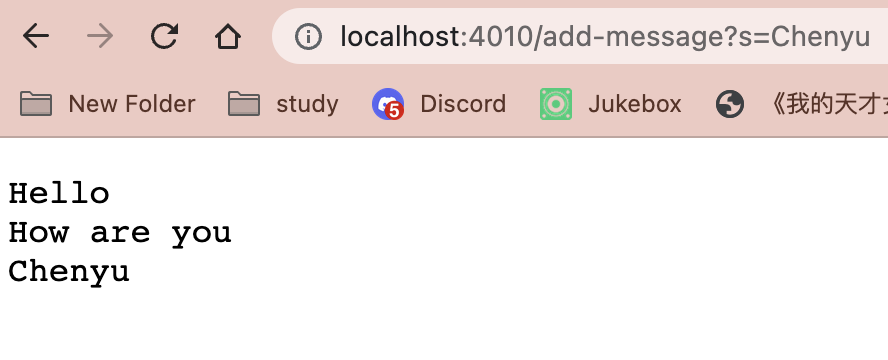 localhost:4010/add-message?s=Chenyu
New Folder study 5 Discord Jukebox 《我的天才
Hello
How are you
Chenyu